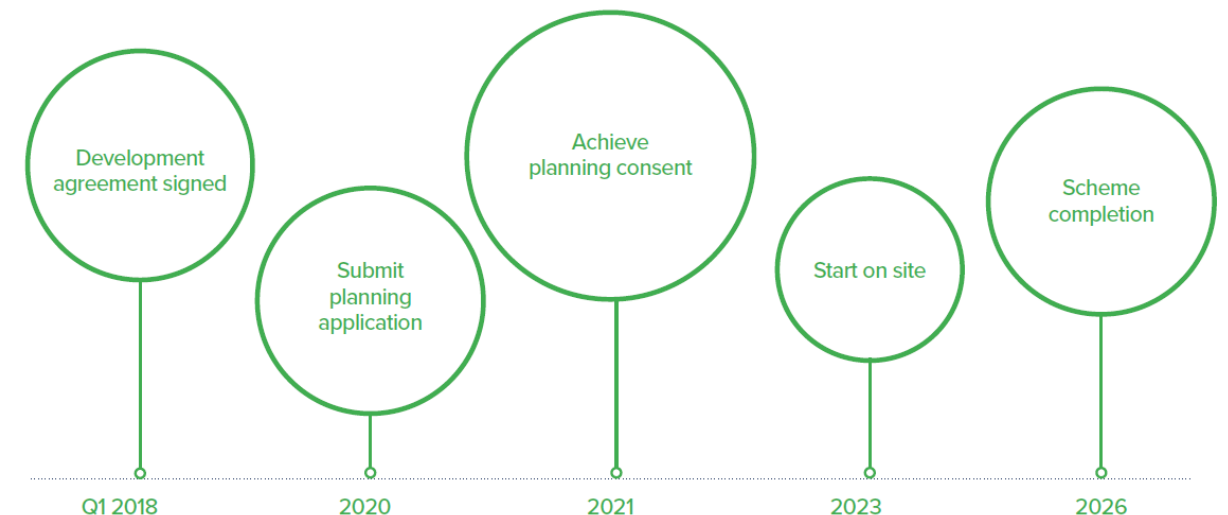 Development
agreement signed
Submit
planning
application
Achieve
planning consent
Start on site
Scheme
completion
Q1 2018
2020
2021
2023
2026